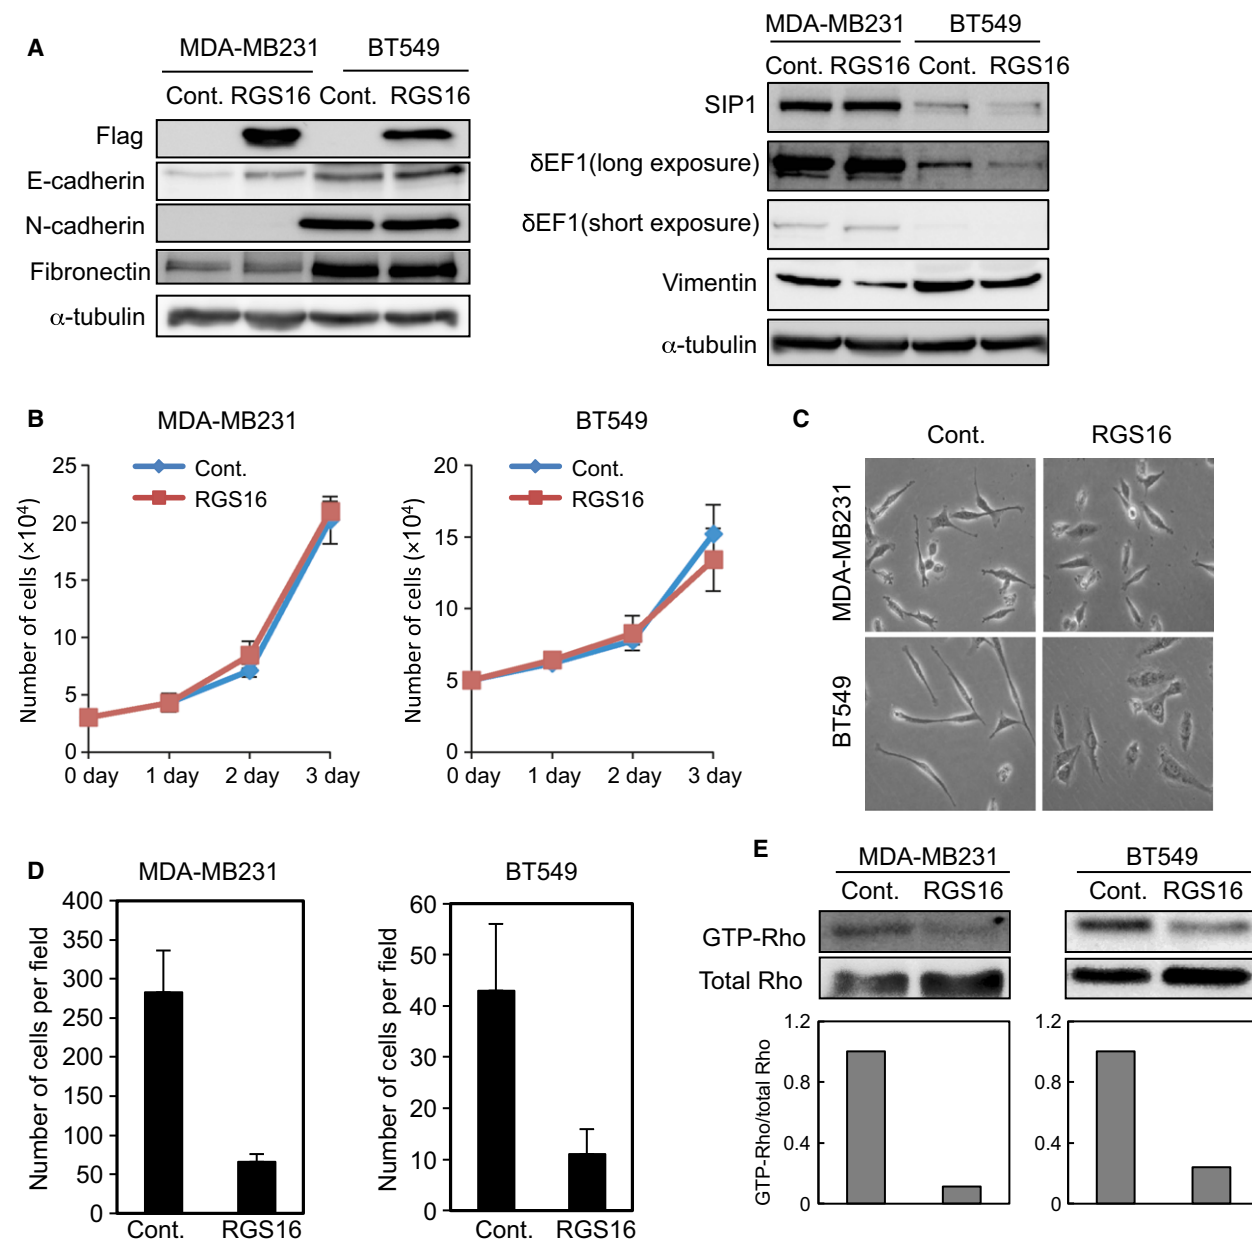 A
MDA-MB231 BT549
Cont. RGS16 Cont. RGS16
Flag
E-cadherin
N-cadherin
Fibronectin
α-tubulin
MDA-MB231 BT549
Cont. RGS16 Cont. RGS16
SIP1
δEF1(long exposure)
δEF1(short exposure)
Vimentin
α-tubulin
B
MDA-MB231
Cont.
RGS16
Number of cells (×10⁴)
25
20
15
10
5
0
0 day 1 day 2 day 3 day
BT549
Cont.
RGS16
Number of cells (×10⁴)
20
15
10
5
0
0 day 1 day 2 day 3 day
C
Cont. RGS16
MDA-MB231
BT549
D
MDA-MB231
Number of cells per field
400
350
300
250
200
150
100
50
0
Cont. RGS16
BT549
Number of cells per field
60
50
40
30
20
10
0
Cont. RGS16
E
MDA-MB231 BT549
Cont. RGS16 Cont. RGS16
GTP-Rho
Total Rho
GTP-Rho/total Rho
1.2
0.8
0.4
0
1.2
0.8
0.4
0